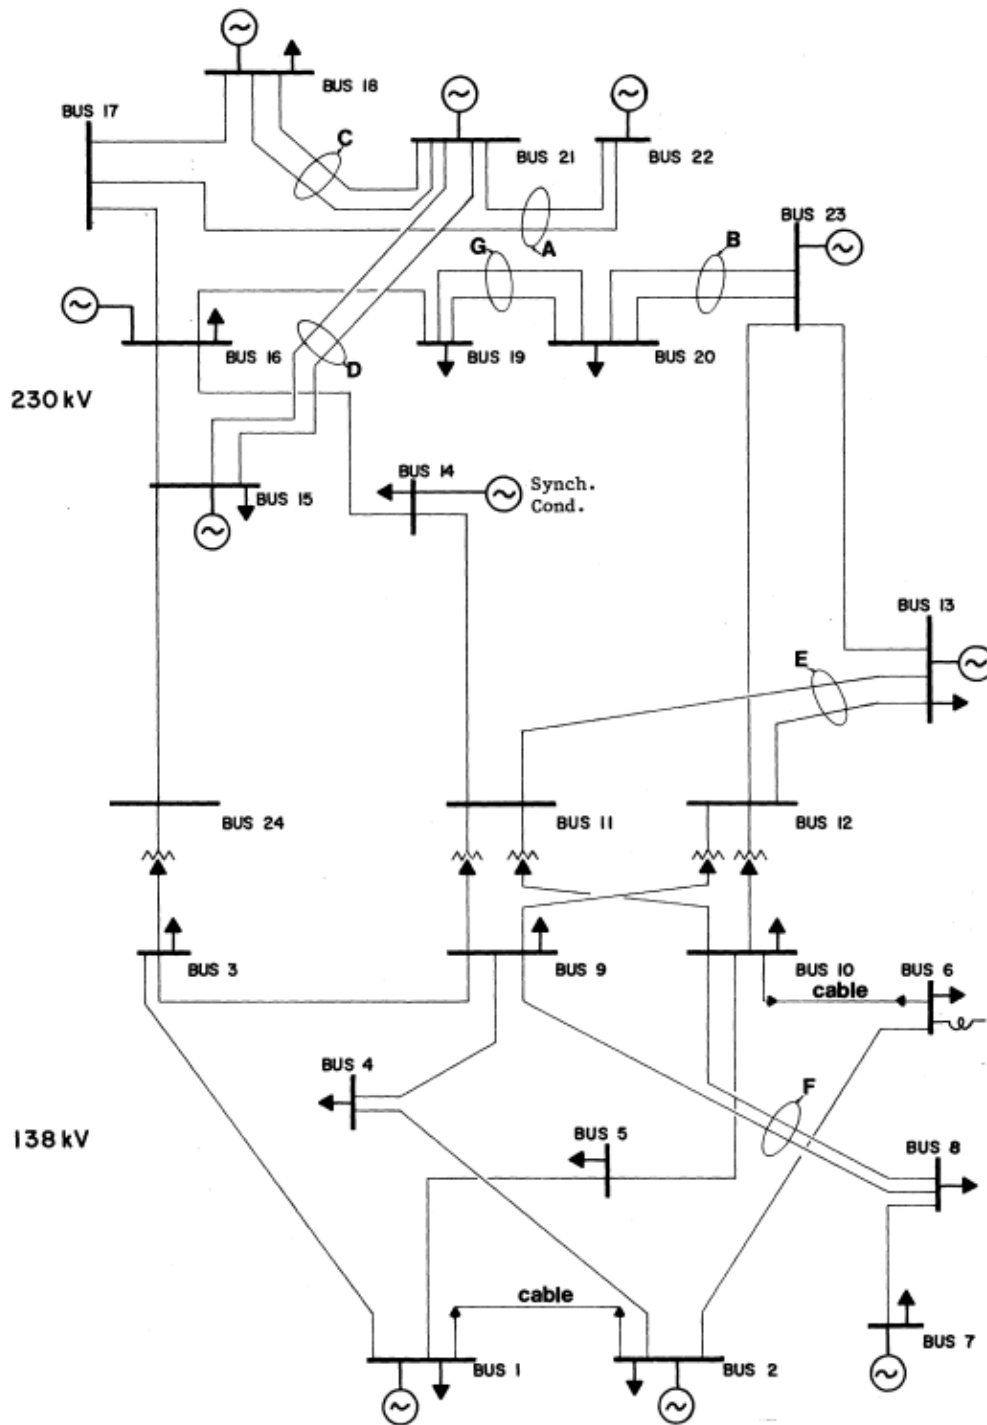 BUS 18
BUS 17
C
BUS 21
BUS 22
A
BUS 23
G
B
BUS 16
D
BUS 19
BUS 20
230 kV
BUS 14
Synch.
Cond.
BUS 15
BUS 13
E
BUS 24
BUS 11
BUS 12
BUS 3
BUS 9
BUS 10
BUS 6
cable
BUS 4
F
138 kV
BUS 5
BUS 8
cable
BUS 7
BUS 1
BUS 2